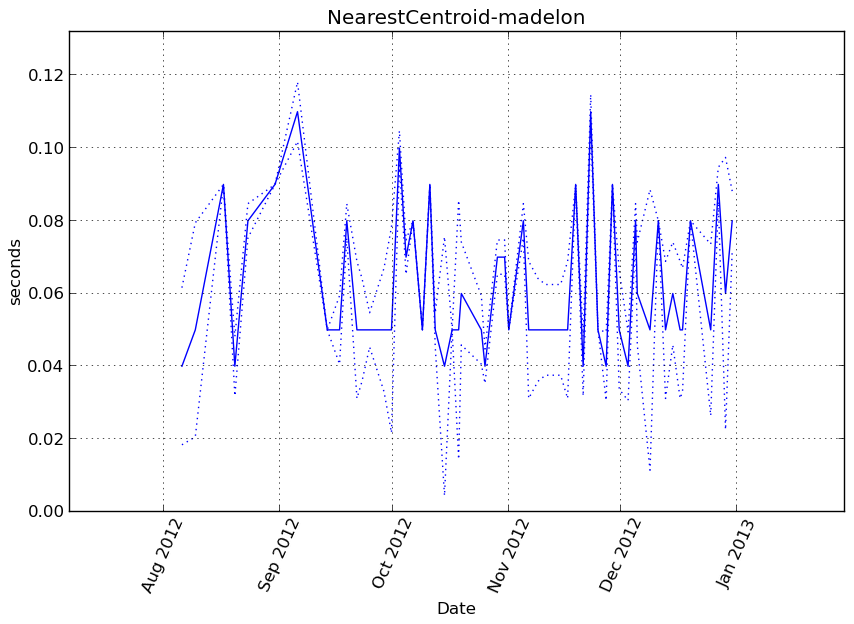 NearestCentroid-madelon
0.12
0.10
0.08
0.06
0.04
0.02
0.00
seconds
Aug 2012
Sep 2012
Oct 2012
Nov 2012
Dec 2012
Jan 2013
Date